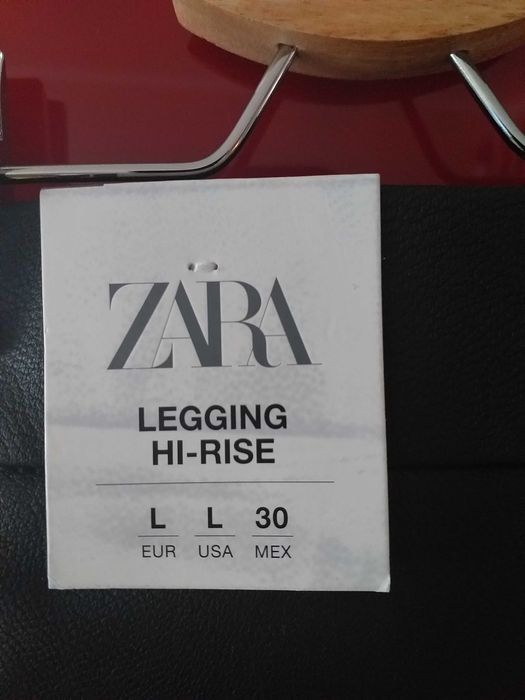 ZARA
LEGGING
HI-RISE
L L 30
EUR USA MEX